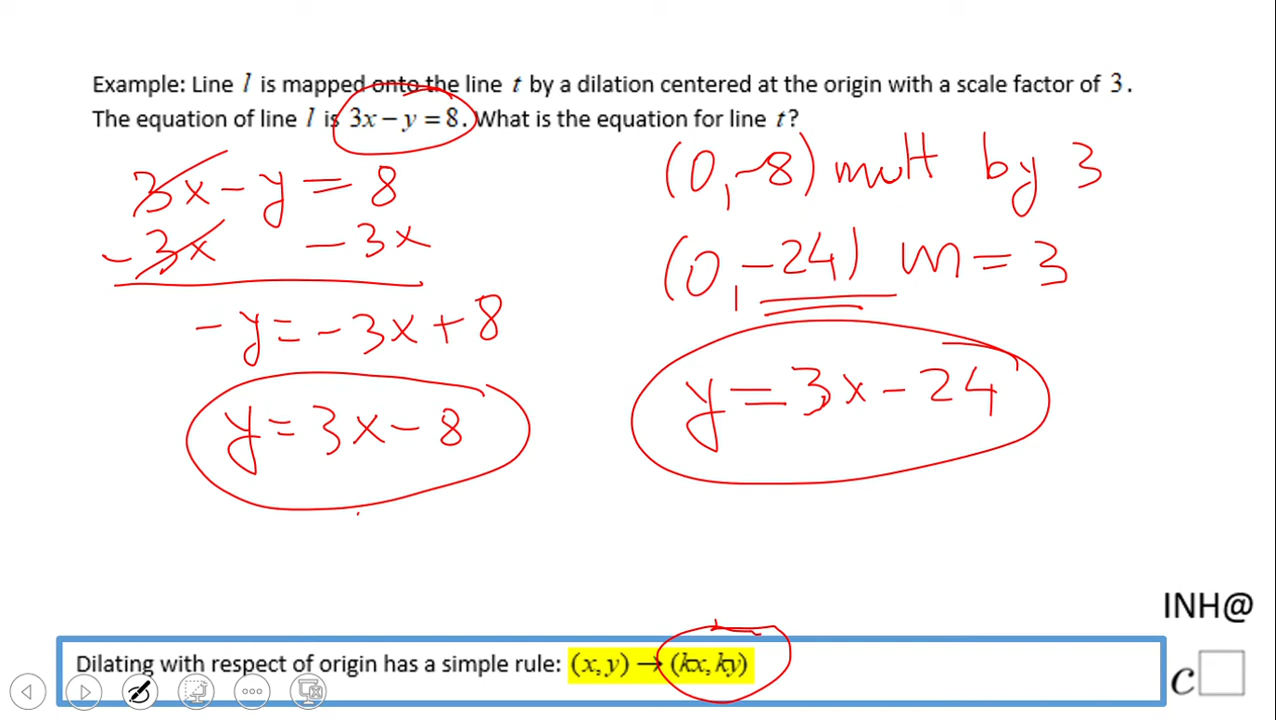 Example: Line l is mapped onto the line t by a dilation centered at the origin with a scale factor of 3.
The equation of line l is 3x − y = 8. What is the equation for line t?
3x − y = 8
−3x − 3x
−y = −3x + 8
y = 3x − 8
(0, −8) mult by 3
(0, −24) m = 3
y = 3x − 24
INH@
Dilating with respect of origin has a simple rule: (x, y) → (kx, ky)
c